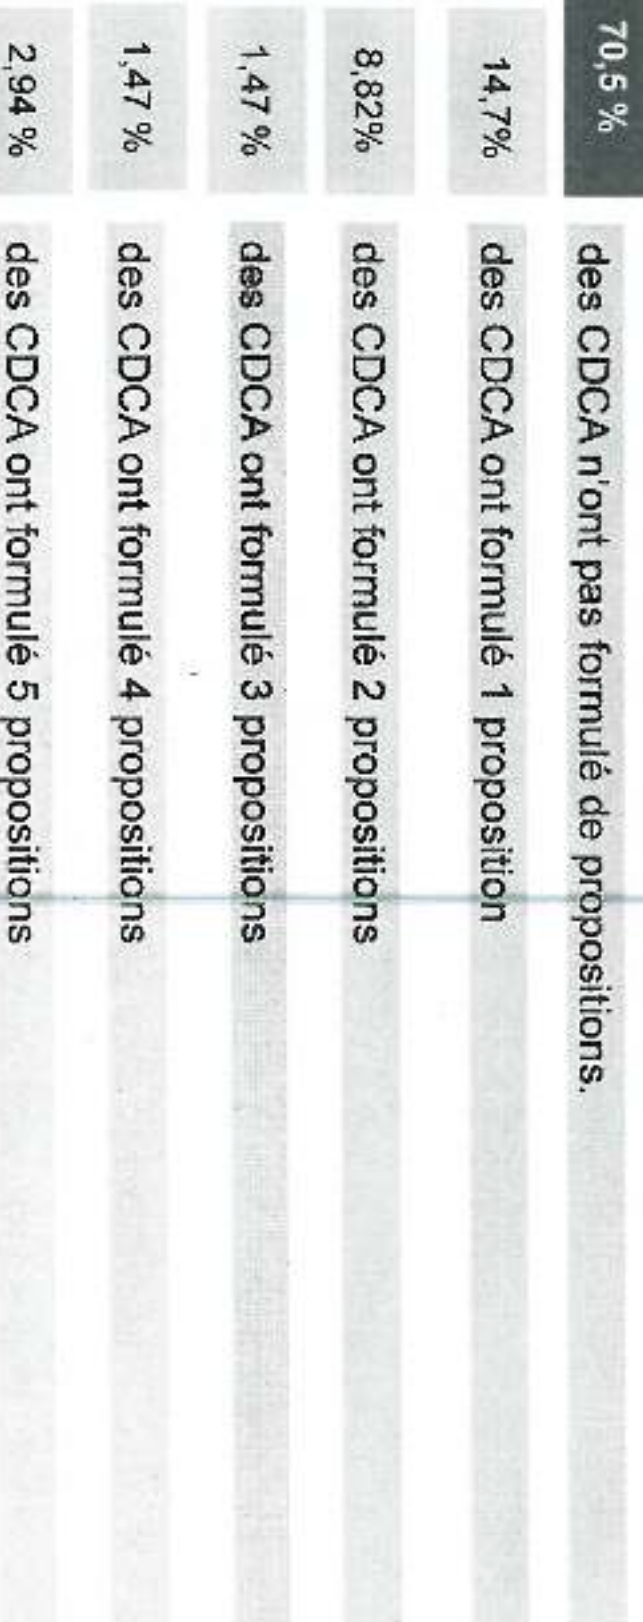 70,5 % des CDCA n'ont pas formulé de propositions.
14,7% des CDCA ont formulé 1 proposition
8,82% des CDCA ont formulé 2 propositions
1,47 % des CDCA ont formulé 3 propositions
1,47 % des CDCA ont formulé 4 propositions
2,94 % des CDCA ont formulé 5 propositions